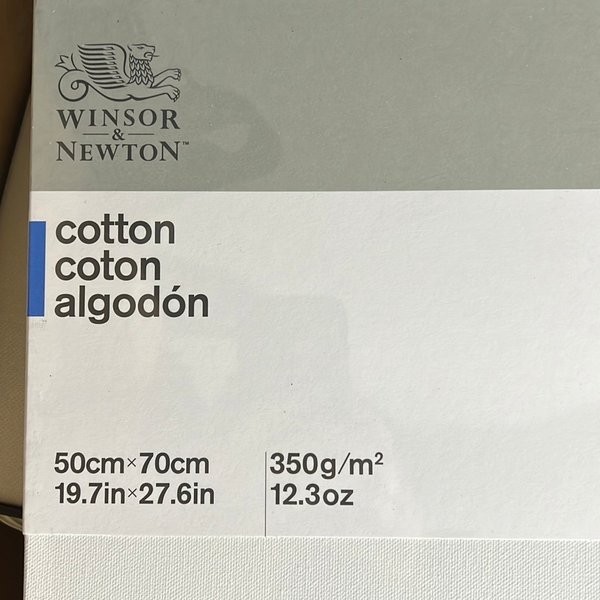 WINSOR
&
NEWTON™
cotton
coton
algodón
50cm×70cm
19.7in×27.6in
350g/m²
12.3oz